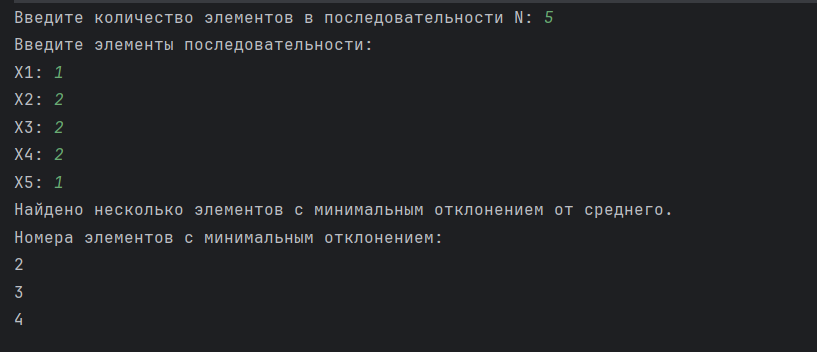 Введите количество элементов в последовательности N: 5
Введите элементы последовательности:
X1: 1
X2: 2
X3: 2
X4: 2
X5: 1
Найдено несколько элементов с минимальным отклонением от среднего.
Номера элементов с минимальным отклонением:
2
3
4